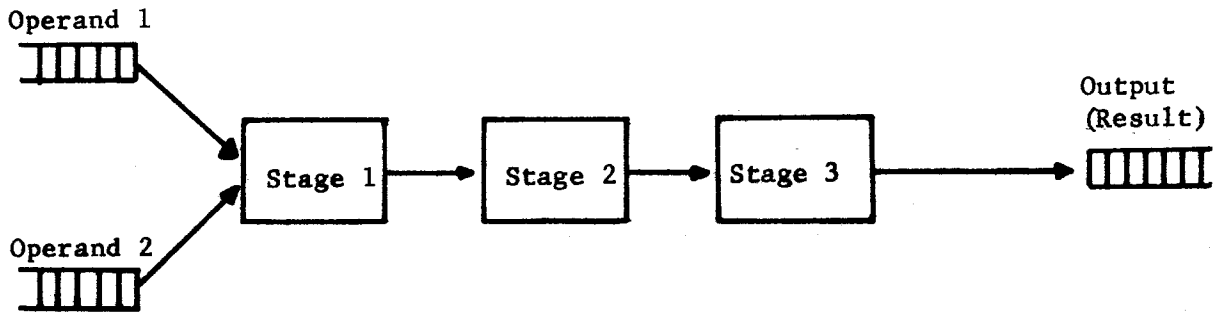 Operand 1
Output
(Result)
Stage 1
Stage 2
Stage 3
Operand 2